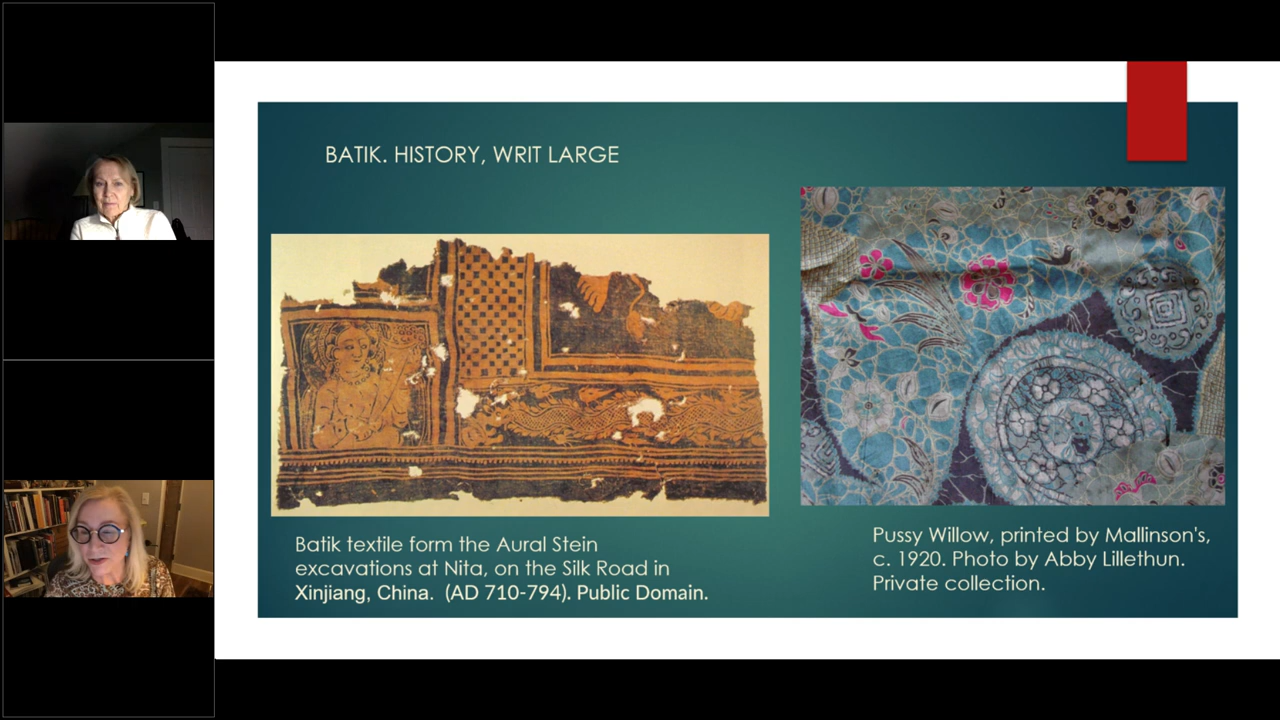 BATIK. HISTORY, WRIT LARGE
Batik textile form the Aural Stein
excavations at Nita, on the Silk Road in
Xinjiang, China. (AD 710-794). Public Domain.
Pussy Willow, printed by Mallinson's,
c. 1920. Photo by Abby Lillethun.
Private collection.